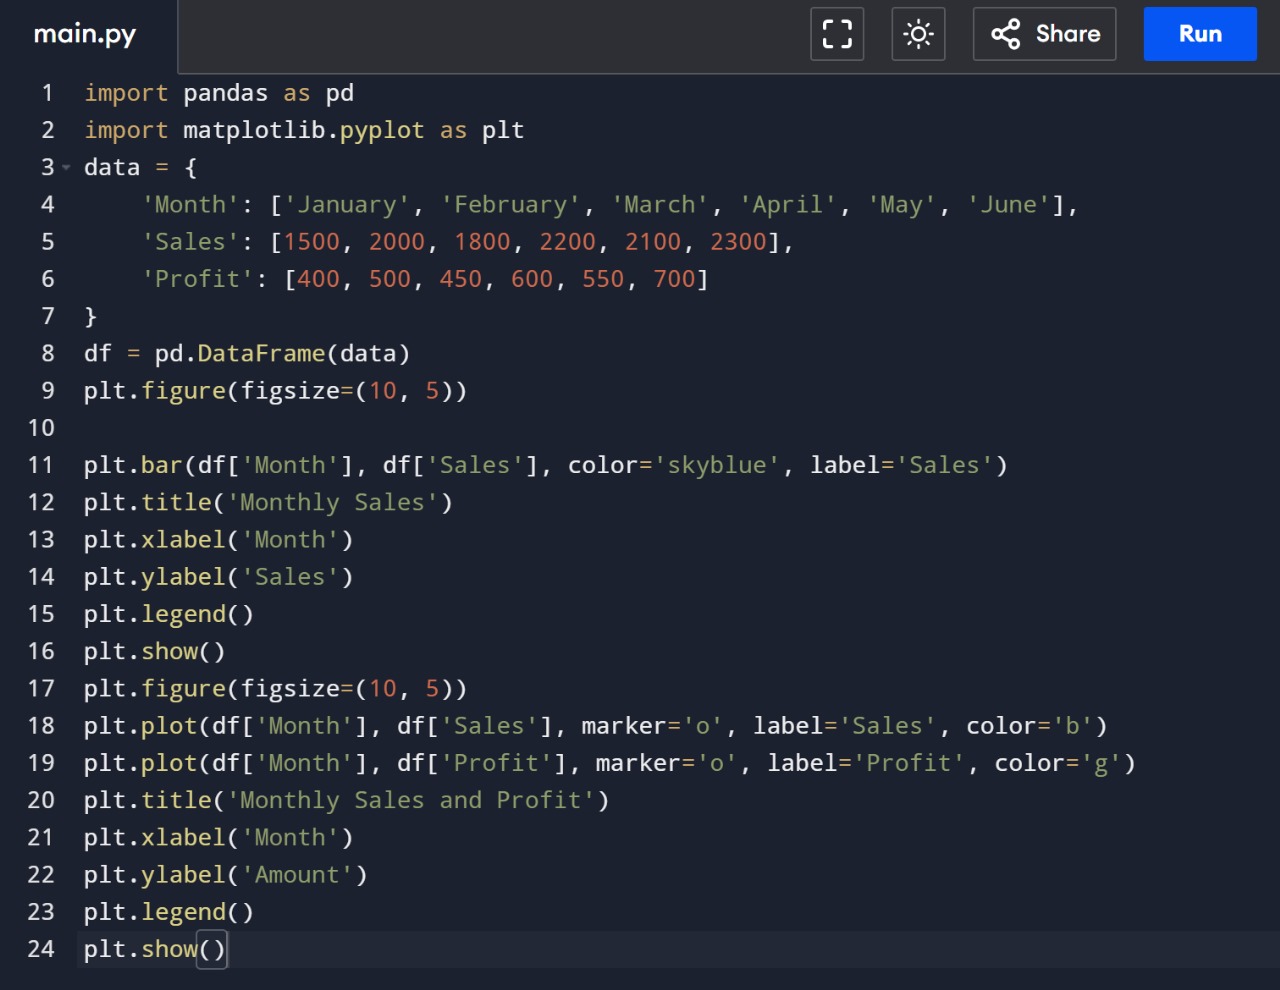 main.py
Share
Run
1 import pandas as pd
2 import matplotlib.pyplot as plt
3 data = {
4     'Month': ['January', 'February', 'March', 'April', 'May', 'June'],
5     'Sales': [1500, 2000, 1800, 2200, 2100, 2300],
6     'Profit': [400, 500, 450, 600, 550, 700]
7 }
8 df = pd.DataFrame(data)
9 plt.figure(figsize=(10, 5))
10
11 plt.bar(df['Month'], df['Sales'], color='skyblue', label='Sales')
12 plt.title('Monthly Sales')
13 plt.xlabel('Month')
14 plt.ylabel('Sales')
15 plt.legend()
16 plt.show()
17 plt.figure(figsize=(10, 5))
18 plt.plot(df['Month'], df['Sales'], marker='o', label='Sales', color='b')
19 plt.plot(df['Month'], df['Profit'], marker='o', label='Profit', color='g')
20 plt.title('Monthly Sales and Profit')
21 plt.xlabel('Month')
22 plt.ylabel('Amount')
23 plt.legend()
24 plt.show()